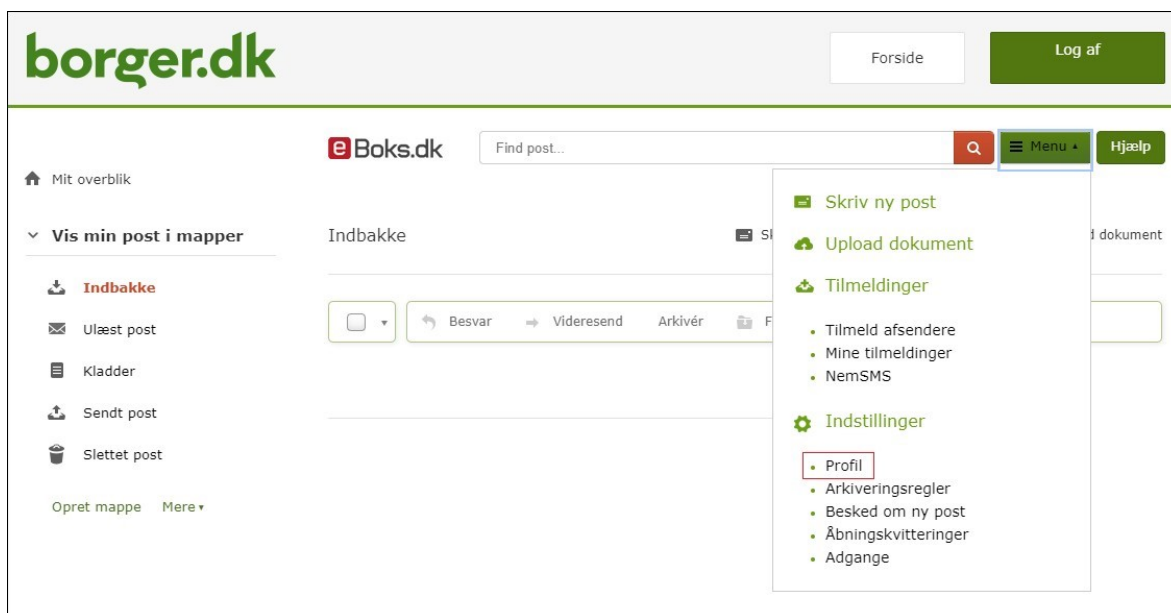 borger.dk
Forside
Log af
e Boks.dk
Find post...
Menu
Hjælp
Mit overblik
Vis min post i mapper
Indbakke
Ulæst post
Kladder
Sendt post
Slettet post
Opret mappe Mere
Indbakke
dokument
Besvar Videresend Arkivér F
Skriv ny post
Upload dokument
Tilmeldinger
Tilmeld afsendere
Mine tilmeldinger
NemSMS
Indstillinger
Profil
Arkiveringsregler
Besked om ny post
Åbningskvitteringer
Adgange